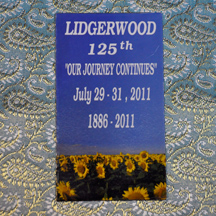 LIDGERWOOD
125th
"OUR JOURNEY CONTINUES"
July 29 - 31 , 2011
1886 - 2011